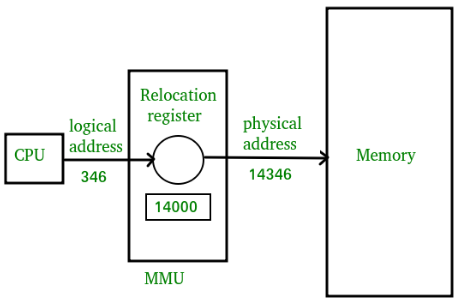 CPU
logical
address
346
Relocation
register
14000
MMU
physical
address
14346
Memory